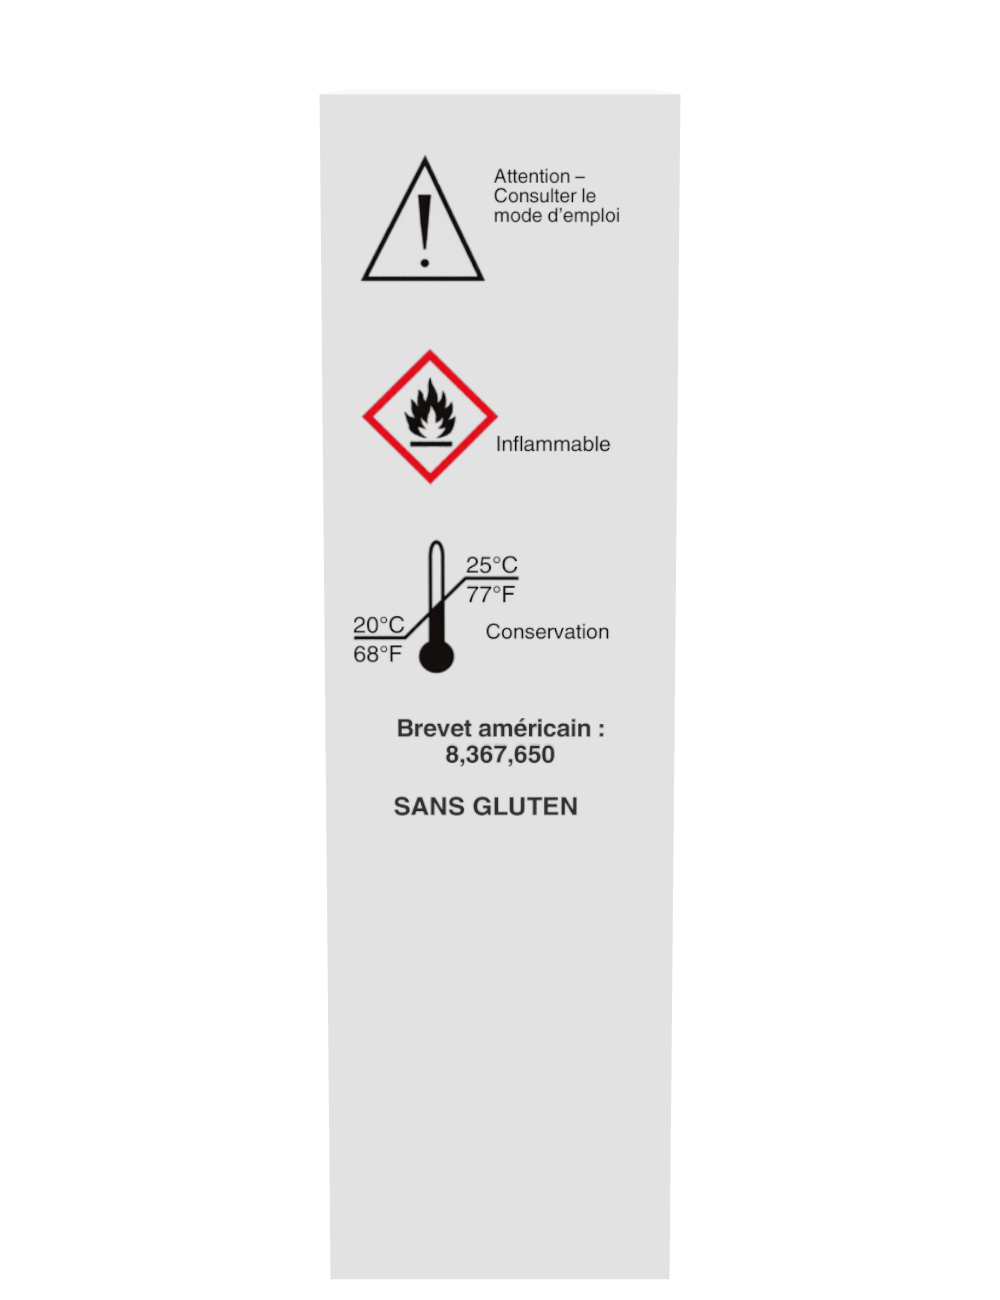 Attention –
Consulter le
mode d'emploi
Inflammable
25°C
77°F
20°C
68°F
Conservation
Brevet américain :
8,367,650
SANS GLUTEN